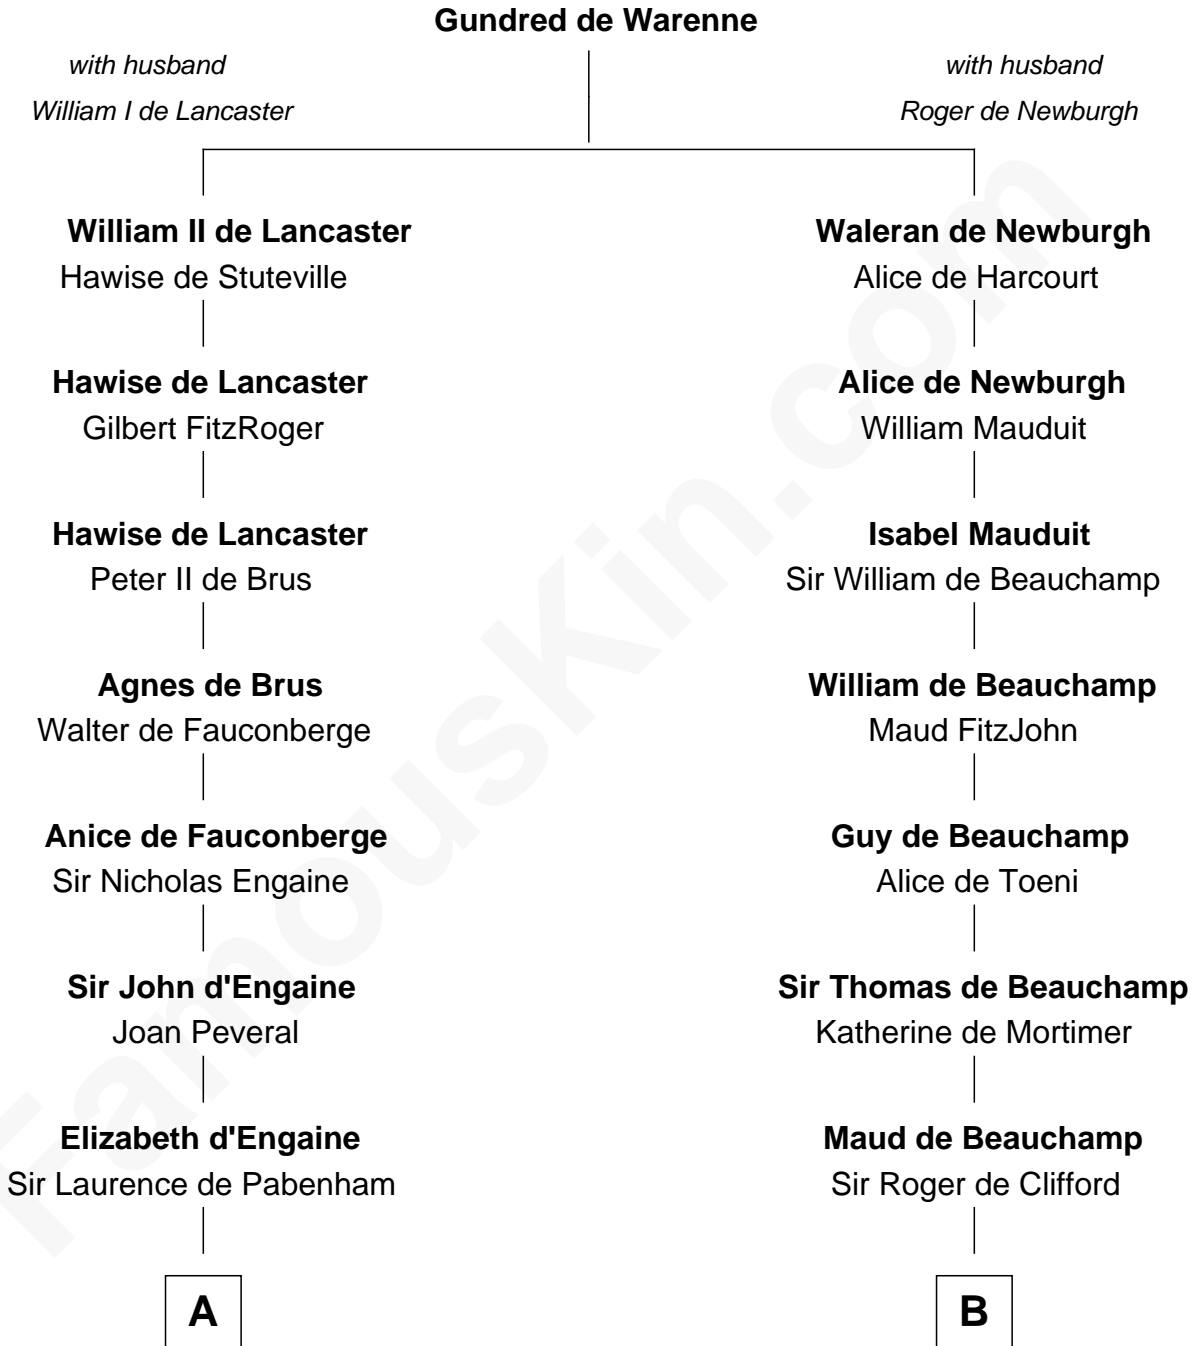 Gundred de Warenne
with husband
William I de Lancaster
with husband
Roger de Newburgh
William II de Lancaster
Hawise de Stuteville
Waleran de Newburgh
Alice de Harcourt
Hawise de Lancaster
Gilbert FitzRoger
Alice de Newburgh
William Mauduit
Hawise de Lancaster
Peter II de Brus
Isabel Mauduit
Sir William de Beauchamp
Agnes de Brus
Walter de Fauconberge
William de Beauchamp
Maud FitzJohn
Anice de Fauconberge
Sir Nicholas Engaine
Guy de Beauchamp
Alice de Toeni
Sir John d'Engaine
Joan Peveral
Sir Thomas de Beauchamp
Katherine de Mortimer
Elizabeth d'Engaine
Sir Laurence de Pabenham
Maud de Beauchamp
Sir Roger de Clifford
A
B
FamousKin.com